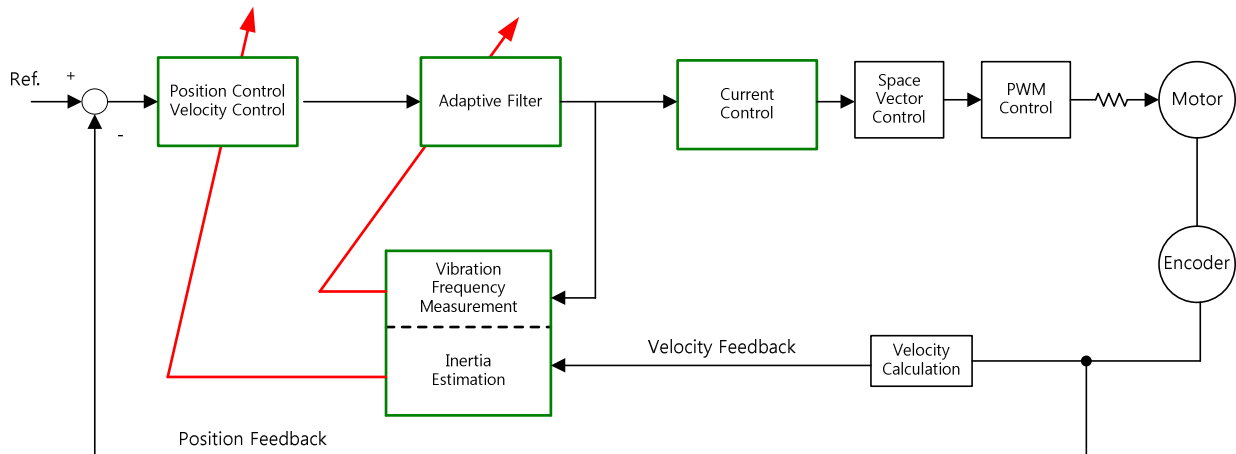 Ref.
+
-
Position Control
Velocity Control
Adaptive Filter
Current
Control
Space
Vector
Control
PWM
Control
Motor
Encoder
Vibration
Frequency
Measurement
Inertia
Estimation
Velocity Feedback
Velocity
Calculation
Position Feedback